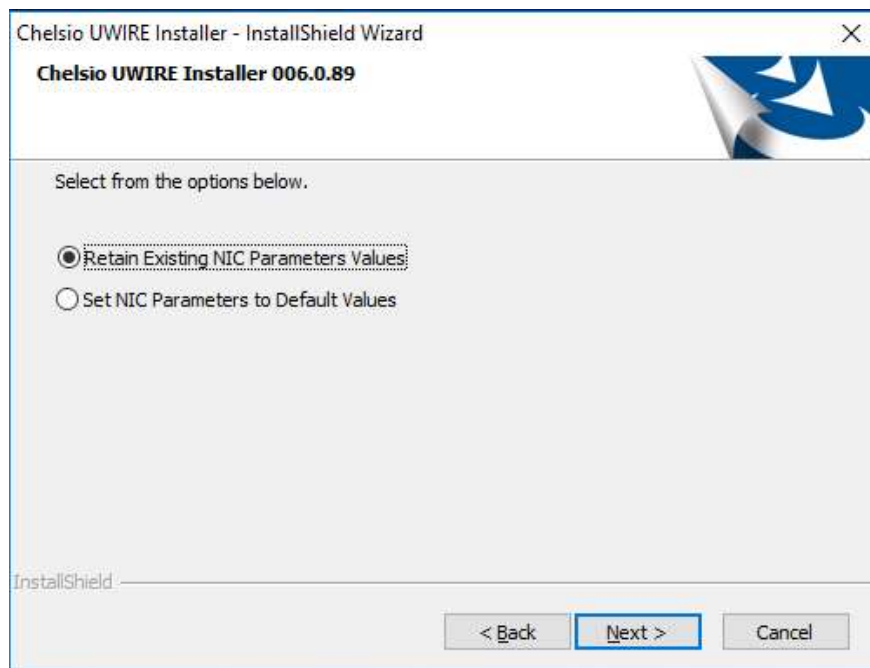 Chelsio UWIRE Installer - InstallShield Wizard
Chelsio UWIRE Installer 006.0.89
Select from the options below.
Retain Existing NIC Parameters Values
Set NIC Parameters to Default Values
InstallShield
< Back
Next >
Cancel